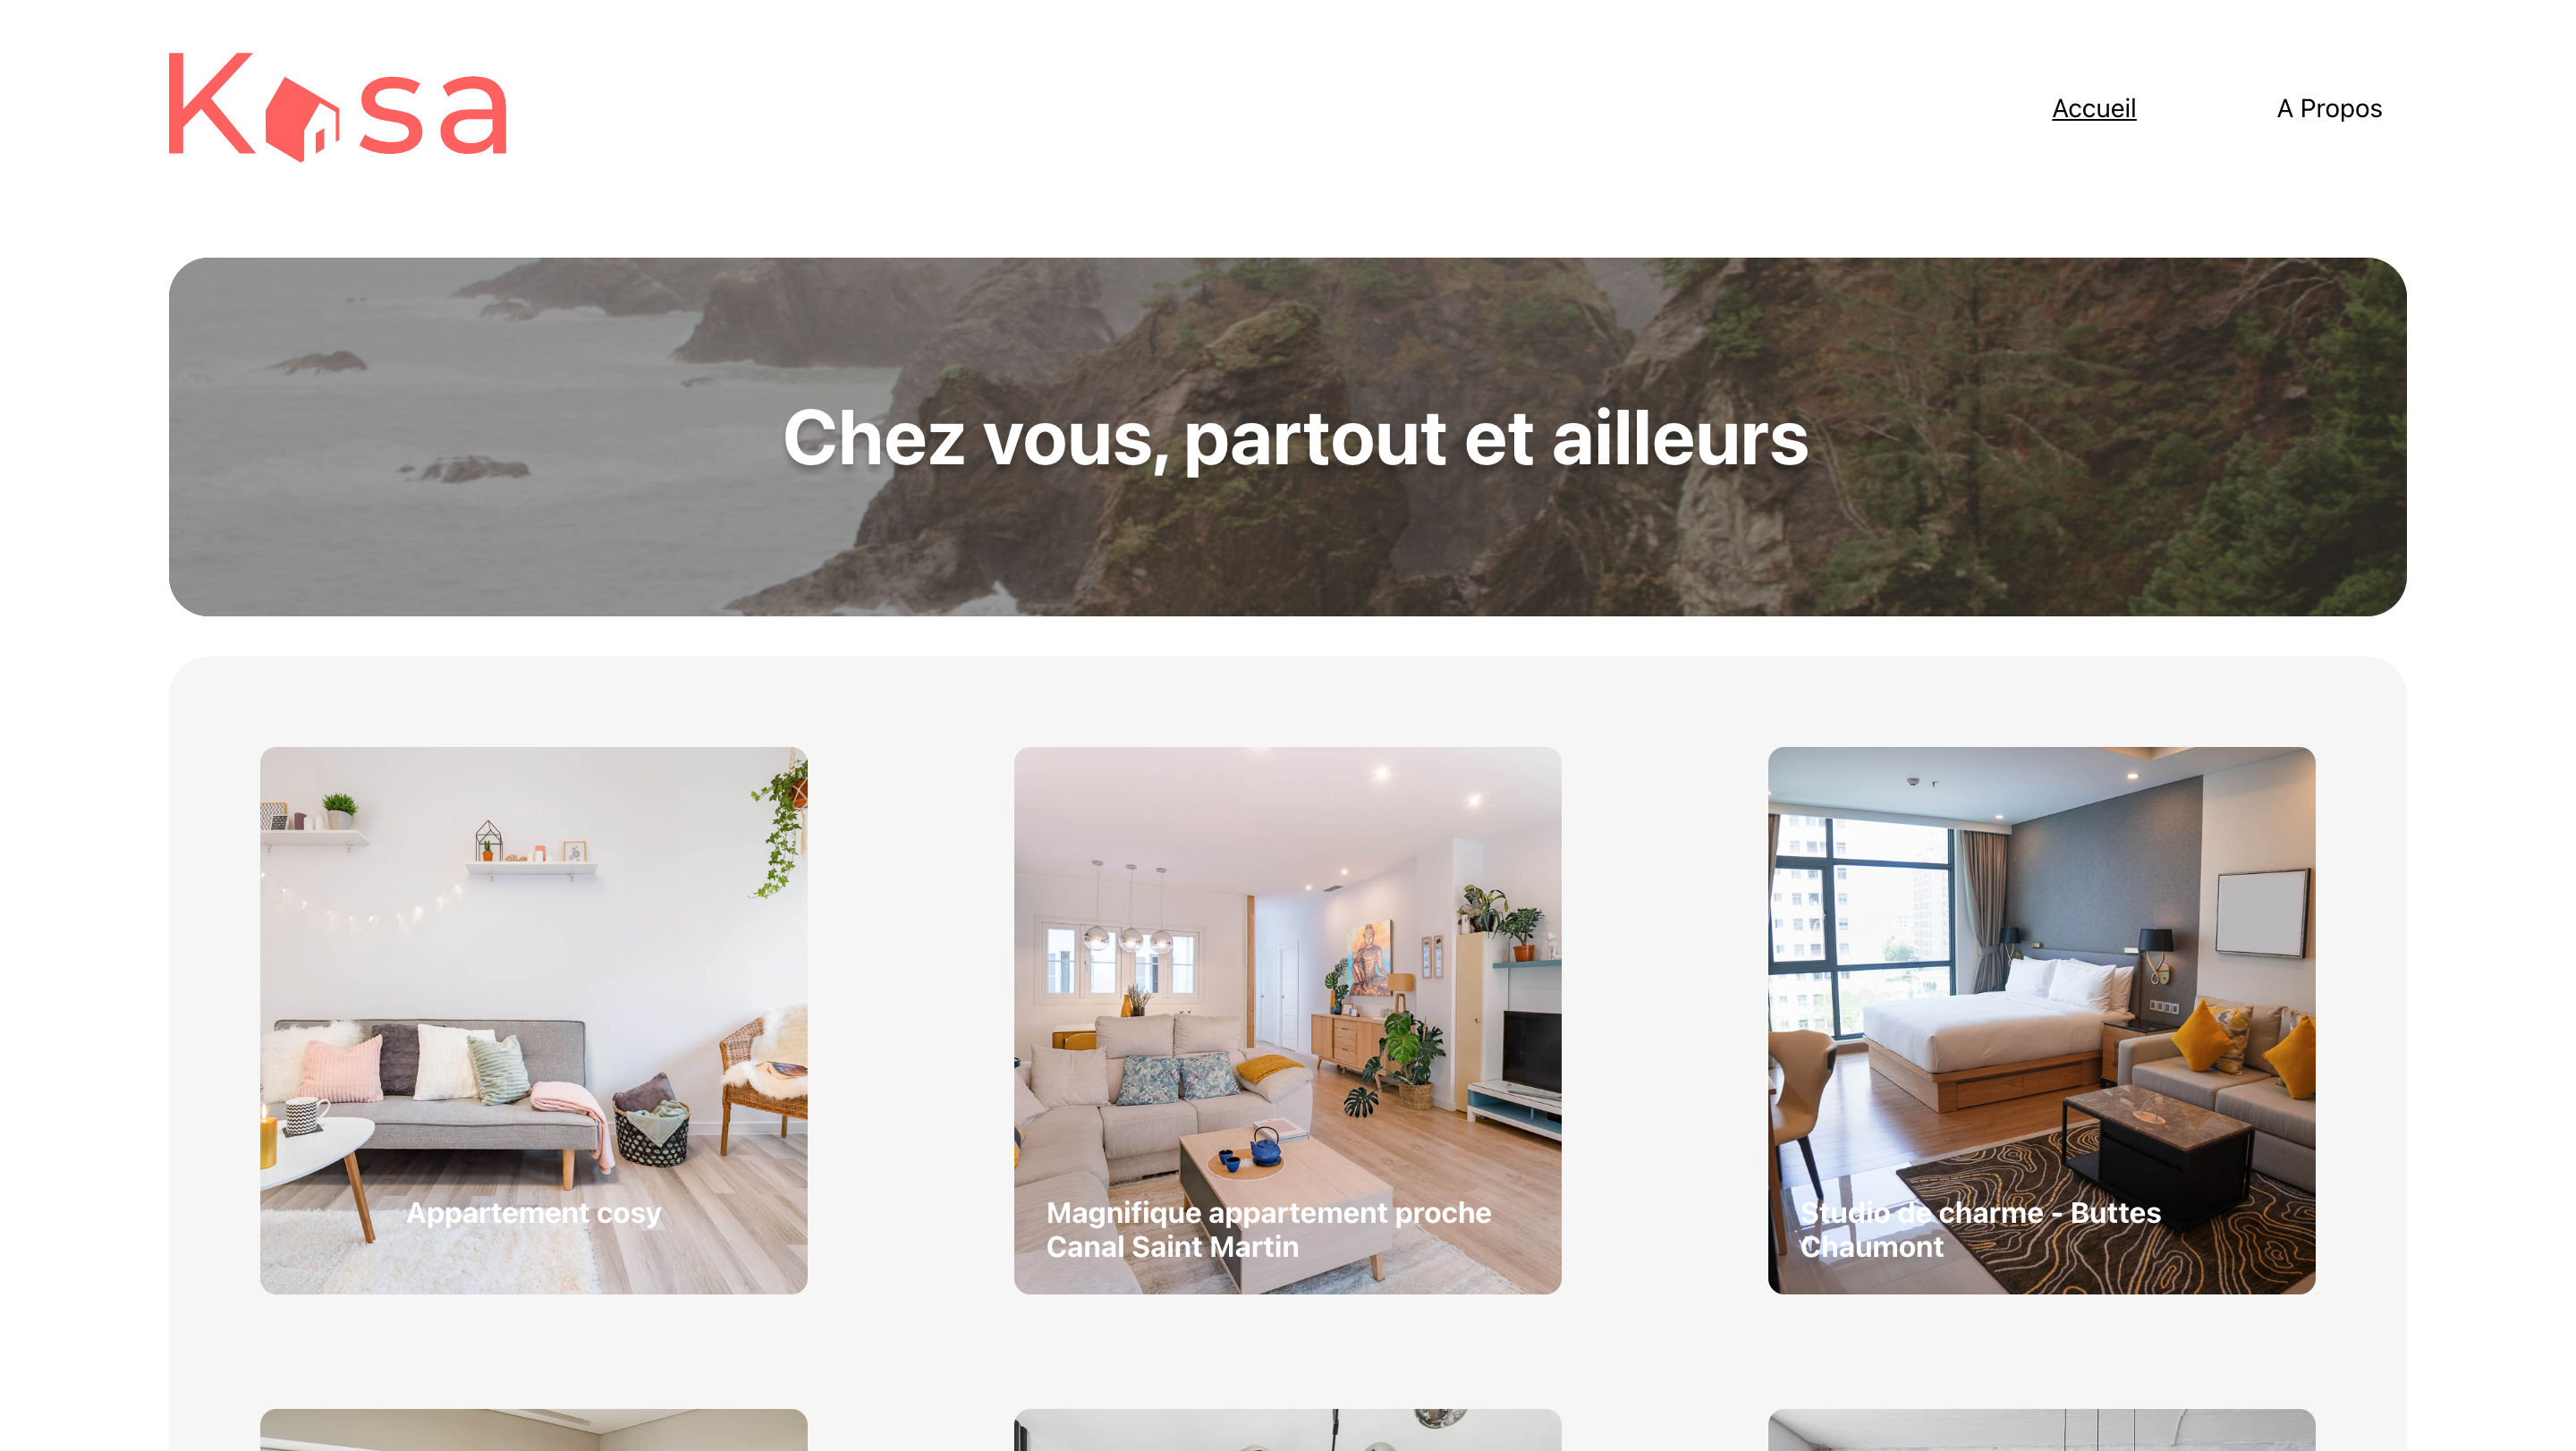 Kasa
Accueil
A Propos
Chez vous, partout et ailleurs
Appartement cosy
Magnifique appartement proche
Canal Saint Martin
Studio de charme - Buttes
Chaumont